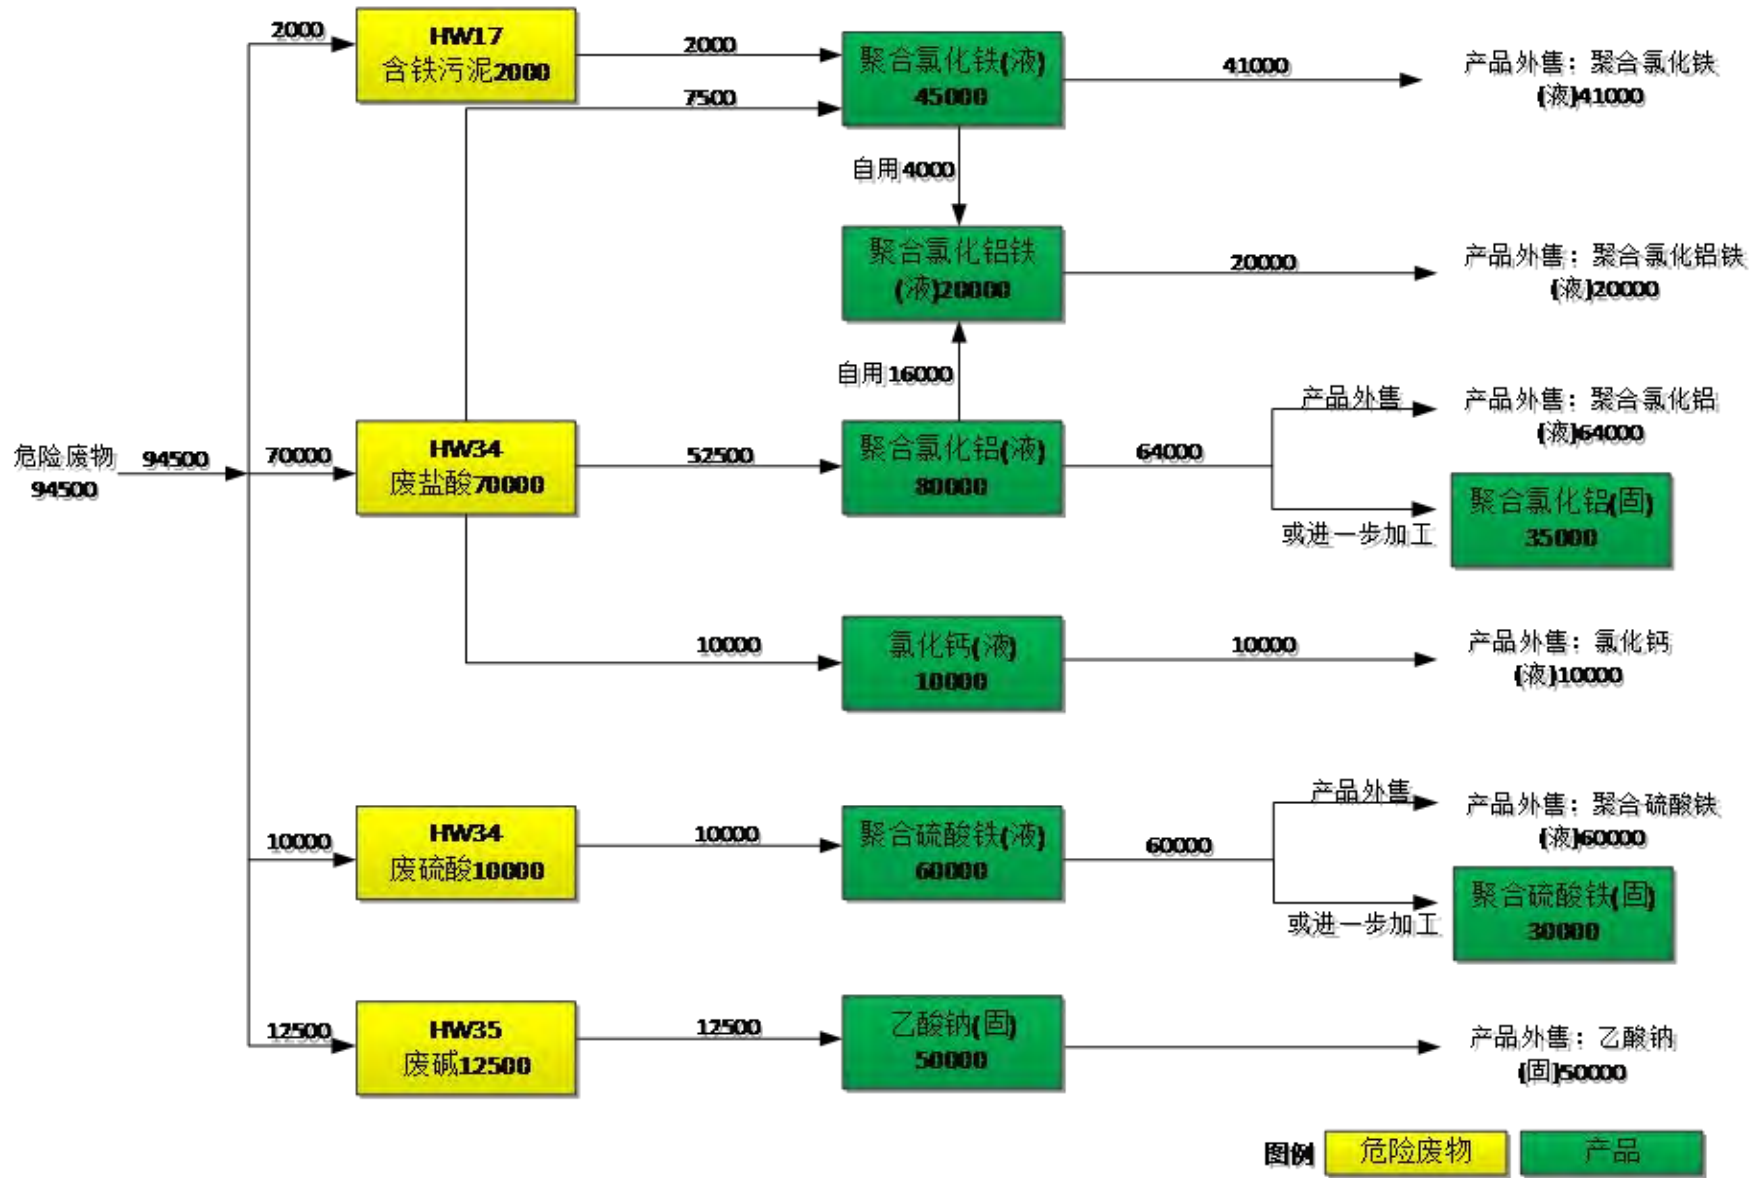 危险废物
94500
94500
2000
HW17
含铁污泥2000
2000
7500
聚合氯化铁(液)
45000
41000
产品外售：聚合氯化铁
(液)41000
自用4000
聚合氯化铝铁
(液)20000
20000
产品外售：聚合氯化铝铁
(液)20000
自用16000
70000
HW34
废盐酸70000
52500
聚合氯化铝(液)
80000
64000
产品外售
产品外售：聚合氯化铝
(液)64000
或进一步加工
聚合氯化铝(固)
35000
10000
氯化钙(液)
10000
10000
产品外售：氯化钙
(液)10000
10000
HW34
废硫酸10000
10000
聚合硫酸铁(液)
60000
60000
产品外售
产品外售：聚合硫酸铁
(液)60000
或进一步加工
聚合硫酸铁(固)
30000
12500
HW35
废碱12500
12500
乙酸钠(固)
50000
产品外售：乙酸钠
(固)50000
图例
危险废物
产品